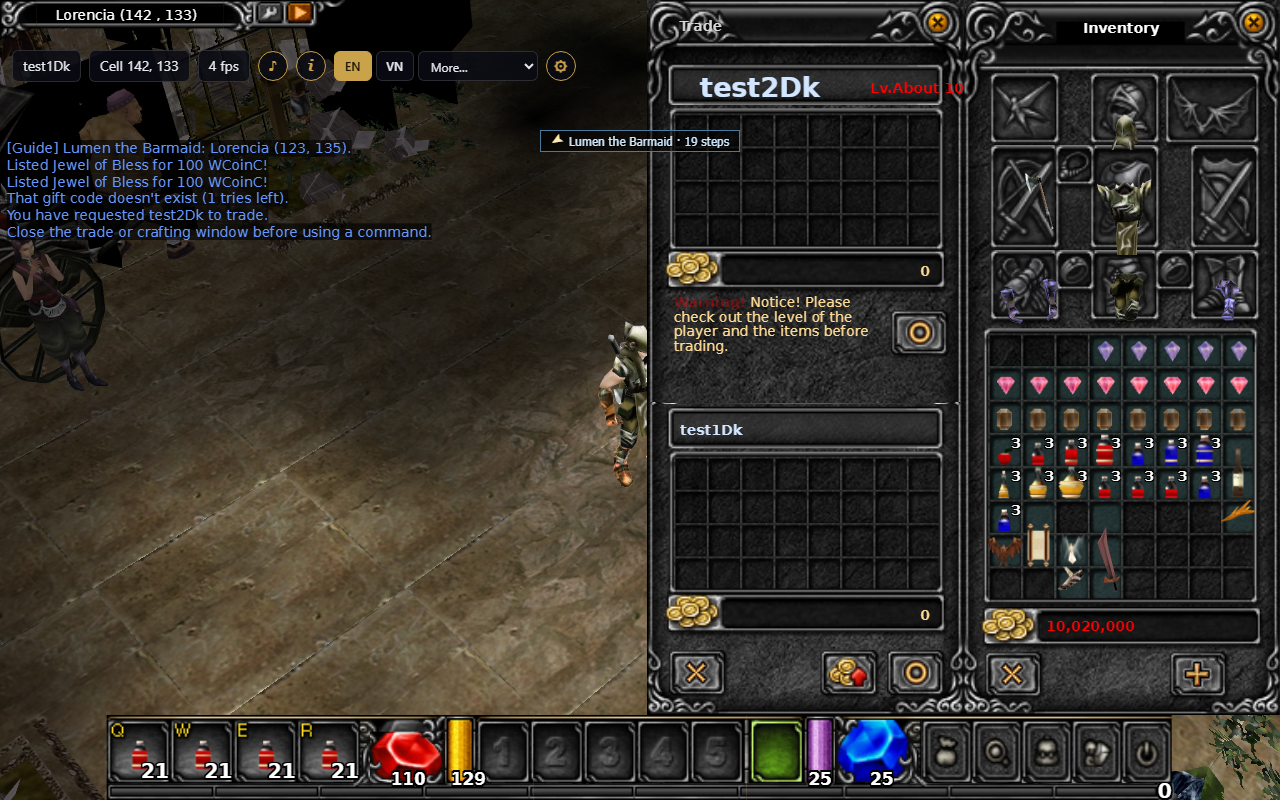 Lorencia (142 , 133)
Trade
Inventory
test1Dk
Cell 142, 133
4 fps
i
EN
VN
More...
test2Dk
Lv.About 10
Lumen the Barmaid · 19 steps
[Guide] Lumen the Barmaid: Lorencia (123, 135).
Listed Jewel of Bless for 100 WCoinC!
Listed Jewel of Bless for 100 WCoinC!
That gift code doesn't exist (1 tries left).
You have requested test2Dk to trade.
Close the trade or crafting window before using a command.
0
Warning! Notice! Please
check out the level of the
player and the items before
trading.
test1Dk
3 3 3 3 3 3 3
3 3 3 3 3 3 3
3
0
10,020,000
Q W E R
21 21 21 21
110
129
1 2 3 4 5
25
25
0